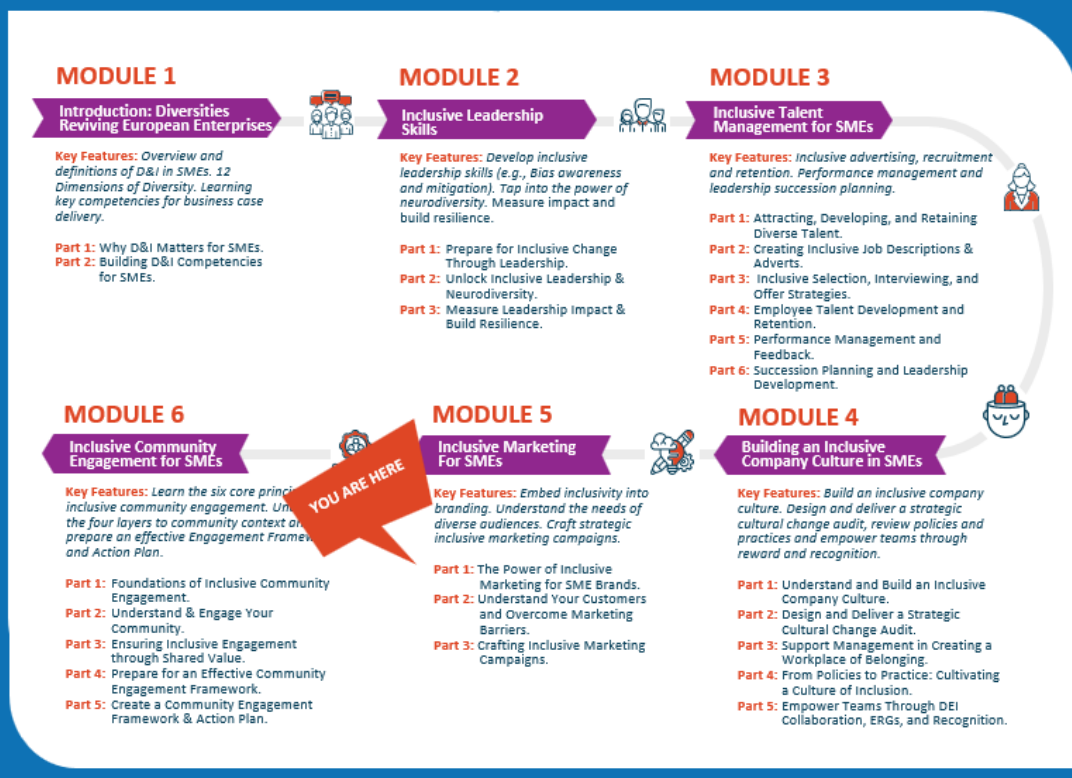 MODULE 1
Introduction: Diversities
Reviving European Enterprises
Key Features: Overview and
definitions of D&I in SMEs. 12
Dimensions of Diversity. Learning
key competencies for business case
delivery.
Part 1: Why D&I Matters for SMEs.
Part 2: Building D&I Competencies
for SMEs.
MODULE 2
Inclusive Leadership
Skills
Key Features: Develop inclusive
leadership skills (e.g., Bias awareness
and mitigation). Tap into the power of
neurodiversity. Measure impact and
build resilience.
Part 1: Prepare for Inclusive Change
Through Leadership.
Part 2: Unlock Inclusive Leadership &
Neurodiversity.
Part 3: Measure Leadership Impact &
Build Resilience.
MODULE 3
Inclusive Talent
Management for SMEs
Key Features: Inclusive advertising, recruitment
and retention. Performance management and
leadership succession planning.
Part 1: Attracting, Developing, and Retaining
Diverse Talent.
Part 2: Creating Inclusive Job Descriptions &
Adverts.
Part 3: Inclusive Selection, Interviewing, and
Offer Strategies.
Part 4: Employee Talent Development and
Retention.
Part 5: Performance Management and
Feedback.
Part 6: Succession Planning and Leadership
Development.
MODULE 6
Inclusive Community
Engagement for SMEs
Key Features: Learn the six core
inclusive community engagement.
the four layers to community context
prepare an effective Engagement
and Action Plan.
Part 1: Foundations of Inclusive Community
Engagement.
Part 2: Understand & Engage Your
Community.
Part 3: Ensuring Inclusive Engagement
through Shared Value.
Part 4: Prepare for an Effective Community
Engagement Framework.
Part 5: Create a Community Engagement
Framework & Action Plan.
YOU ARE HERE
MODULE 5
Inclusive Marketing
For SMEs
Key Features: Embed inclusivity into
branding. Understand the needs of
diverse audiences. Craft strategic
inclusive marketing campaigns.
Part 1: The Power of Inclusive
Marketing for SME Brands.
Part 2: Understand Your Customers
and Overcome Marketing
Barriers.
Part 3: Crafting Inclusive Marketing
Campaigns.
MODULE 4
Building an Inclusive
Company Culture in SMEs
Key Features: Build an inclusive company
culture. Design and deliver a strategic
cultural change audit, review policies and
practices and empower teams through
reward and recognition.
Part 1: Understand and Build an Inclusive
Company Culture.
Part 2: Design and Deliver a Strategic
Cultural Change Audit.
Part 3: Support Management in Creating a
Workplace of Belonging.
Part 4: From Policies to Practice: Cultivating
a Culture of Inclusion.
Part 5: Empower Teams Through DEI
Collaboration, ERGs, and Recognition.